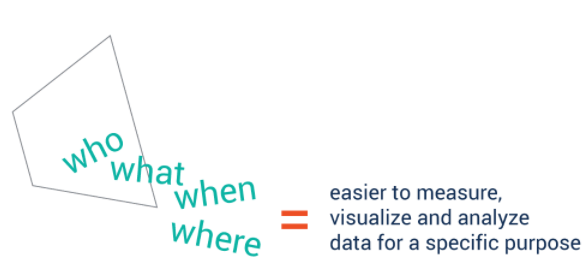 who
what
when
where
=
easier to measure,
visualize and analyze
data for a specific purpose